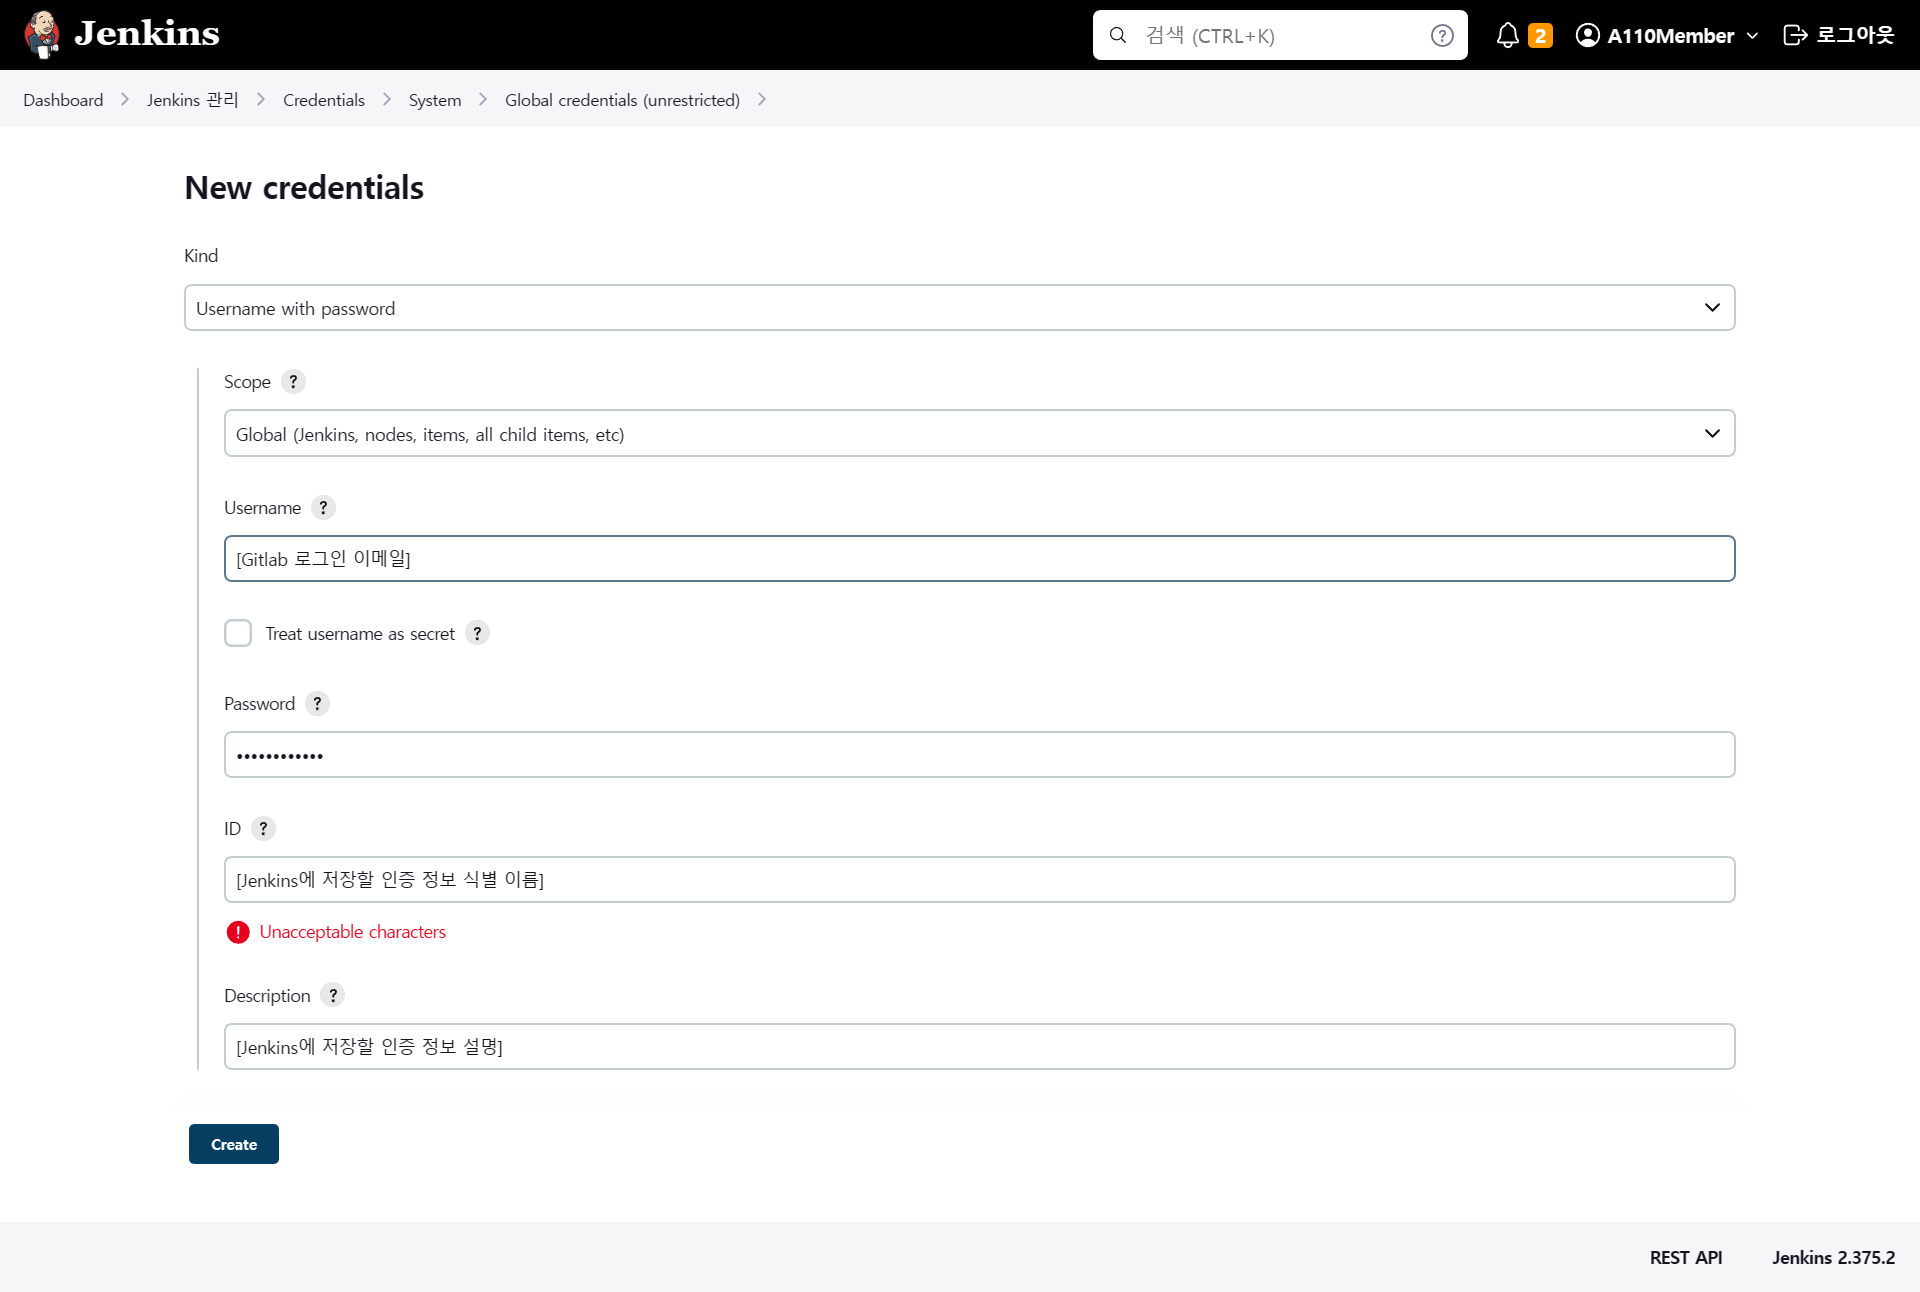 Jenkins
검색 (CTRL+K)
?
2
A110Member
로그아웃
Dashboard
Jenkins 관리
Credentials
System
Global credentials (unrestricted)
New credentials
Kind
Username with password
Scope ?
Global (Jenkins, nodes, items, all child items, etc)
Username ?
[Gitlab 로그인 이메일]
Treat username as secret ?
Password ?
••••••••••••
ID ?
[Jenkins에 저장할 인증 정보 식별 이름]
! Unacceptable characters
Description ?
[Jenkins에 저장할 인증 정보 설명]
Create
REST API
Jenkins 2.375.2